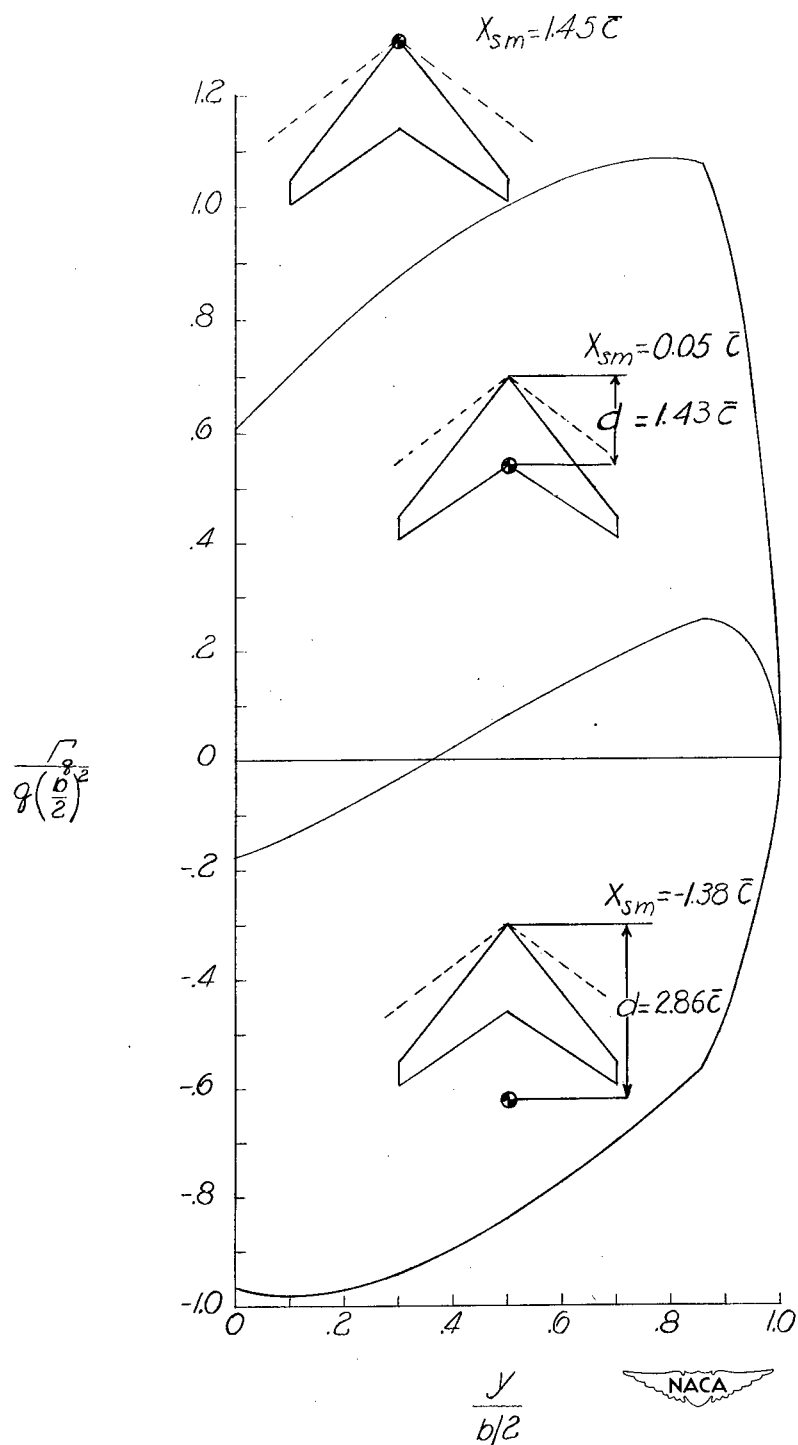 X_sm=1.45 c̄
1.2
1.0
.8
X_sm=0.05 c̄
d = 1.43 c̄
.6
.4
.2
0
-.2
X_sm=-1.38 c̄
-.4
d=2.86 c̄
-.6
-.8
-1.0
0 .2 .4 .6 .8 1.0
y
b/2
NACA